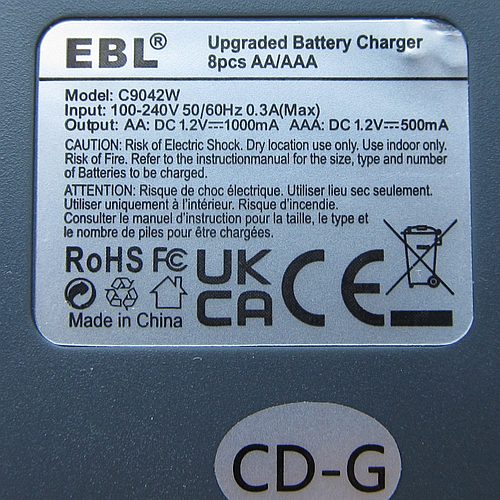 EBL® Upgraded Battery Charger
8pcs AA/AAA
Model: C9042W
Input: 100-240V 50/60Hz 0.3A(Max)
Output: AA: DC 1.2V⎓1000mA AAA: DC 1.2V⎓500mA
CAUTION: Risk of Electric Shock. Dry location use only. Use indoor only.
Risk of Fire. Refer to the instructionmanual for the size, type and number
of Batteries to be charged.
ATTENTION: Risque de choc électrique. Utiliser lieu sec seulement.
Utiliser uniquement à l'intérieur. Risque d'incendie.
Consulter le manuel d'instruction pour la taille, le type et
le nombre de piles pour être chargées.
RoHS FC UK
CA CE
Made in China
CD-G